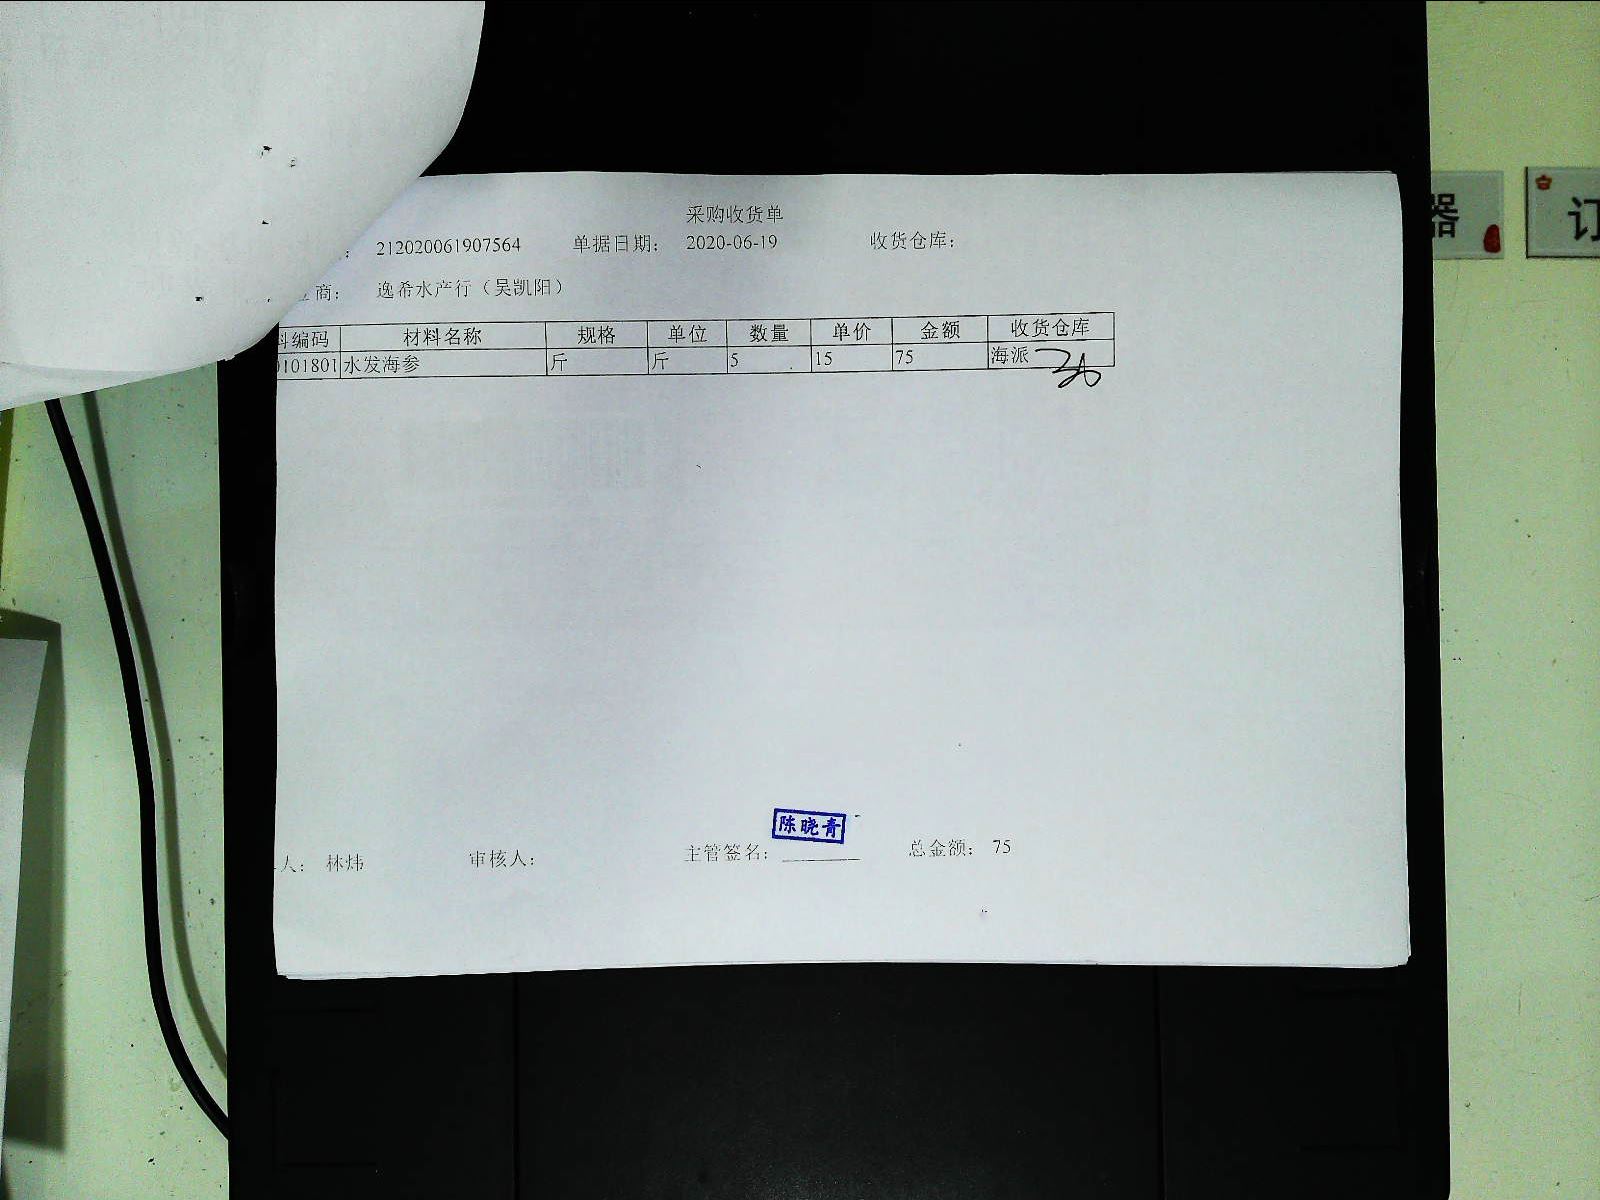 采购收货单
: 212020061907564 单据日期: 2020-06-19 收货仓库:
商: 逸希水产行（吴凯阳）
料编码 材料名称 规格 单位 数量 单价 金额 收货仓库
0101801 水发海参 斤 斤 5 15 75 海派
陈晓青
人: 林炜 审核人: 主管签名: 总金额: 75
器
订